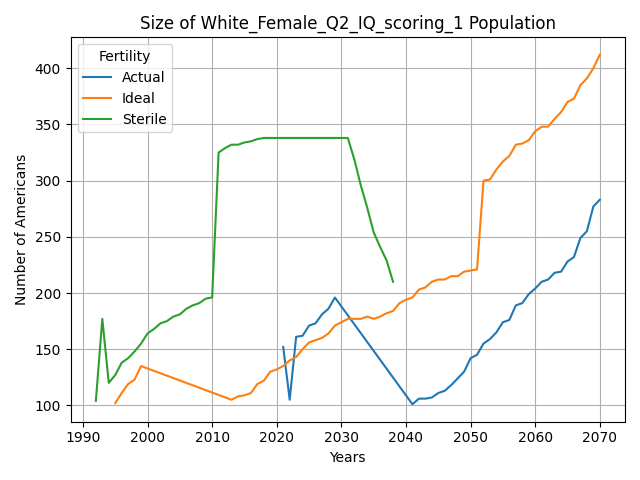 Size of White_Female_Q2_IQ_scoring_1 Population
Fertility
Actual
Ideal
Sterile
Number of Americans
400
350
300
250
200
150
100
1990 2000 2010 2020 2030 2040 2050 2060 2070
Years